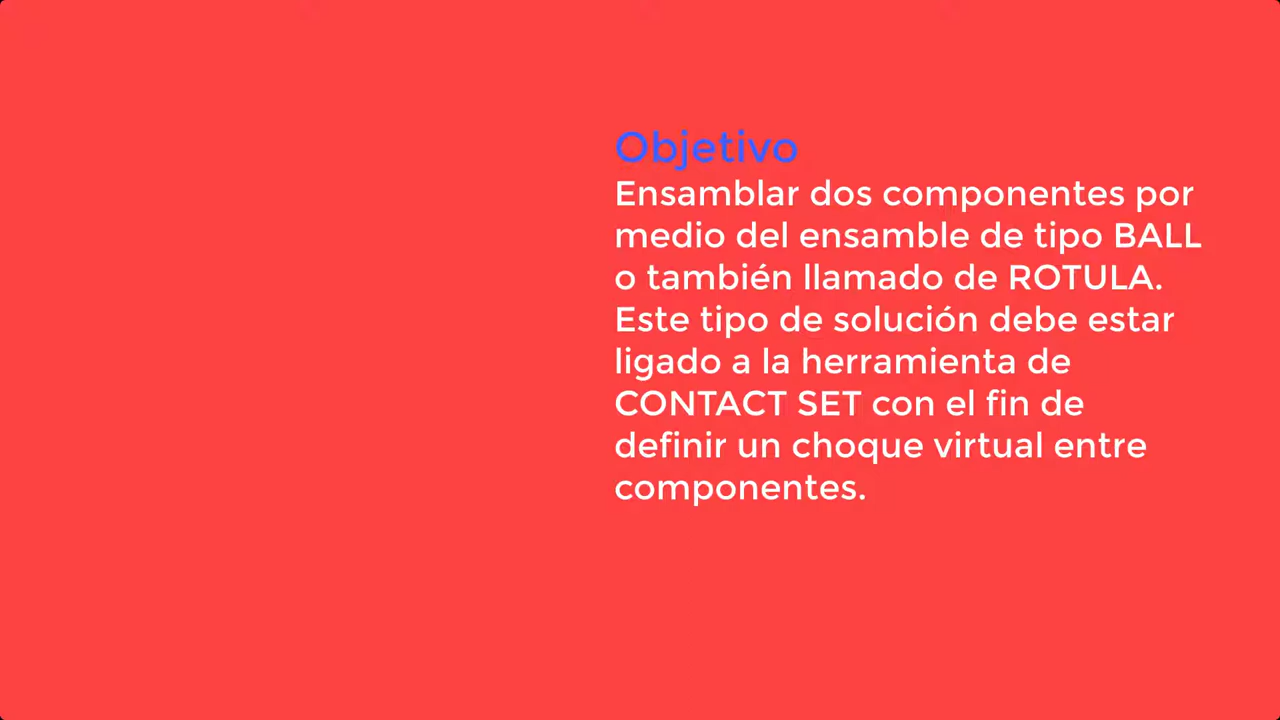 Objetivo
Ensamblar dos componentes por
medio del ensamble de tipo BALL
o también llamado de ROTULA.
Este tipo de solución debe estar
ligado a la herramienta de
CONTACT SET con el fin de
definir un choque virtual entre
componentes.